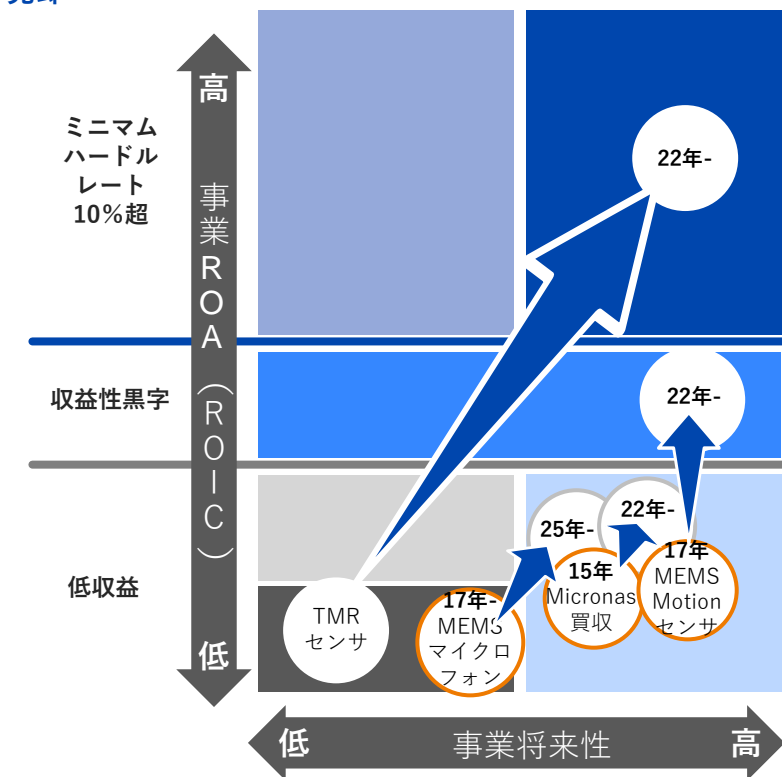 高
ミニマム
ハードル
レート
10%超
22年-
事業ROA（ROIC）
収益性黒字
22年-
25年-
22年-
低収益
TMR
センサ
17年-
MEMS
マイクロ
フォン
15年
Micronas
買収
17年
MEMS
Motion
センサ
低
低
事業将来性
高